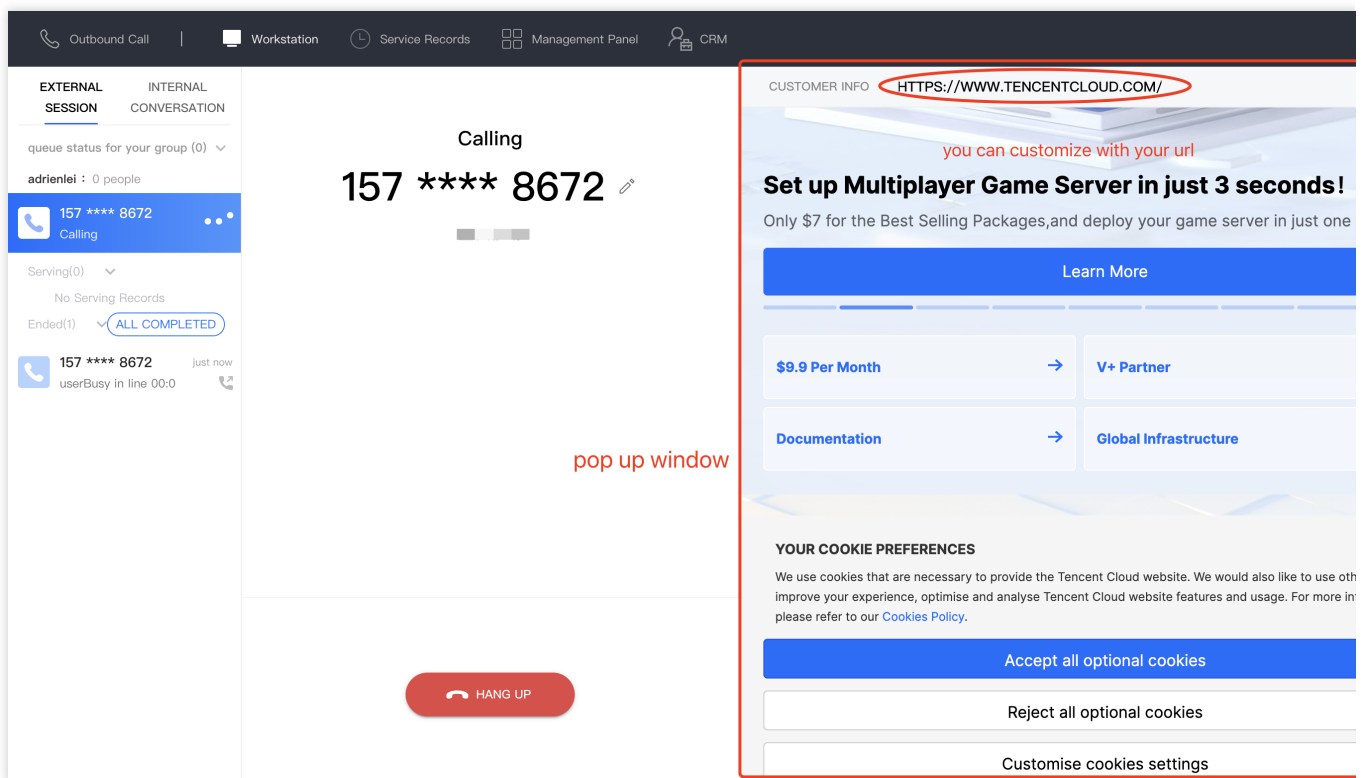 Outbound Call | Workstation Service Records Management Panel CRM
EXTERNAL SESSION
INTERNAL CONVERSATION
queue status for your group (0)
adrienlei : 0 people
157 **** 8672
Calling
Serving(0)
No Serving Records
Ended(1) ALL COMPLETED
157 **** 8672 just now
userBusy in line 00:0
Calling
157 **** 8672
pop up window
HANG UP
CUSTOMER INFO HTTPS://WWW.TENCENTCLOUD.COM/
you can customize with your url
Set up Multiplayer Game Server in just 3 seconds!
Only $7 for the Best Selling Packages,and deploy your game server in just one
Learn More
$9.9 Per Month
V+ Partner
Documentation
Global Infrastructure
YOUR COOKIE PREFERENCES
We use cookies that are necessary to provide the Tencent Cloud website. We would also like to use oth
improve your experience, optimise and analyse Tencent Cloud website features and usage. For more in
please refer to our Cookies Policy.
Accept all optional cookies
Reject all optional cookies
Customise cookies settings